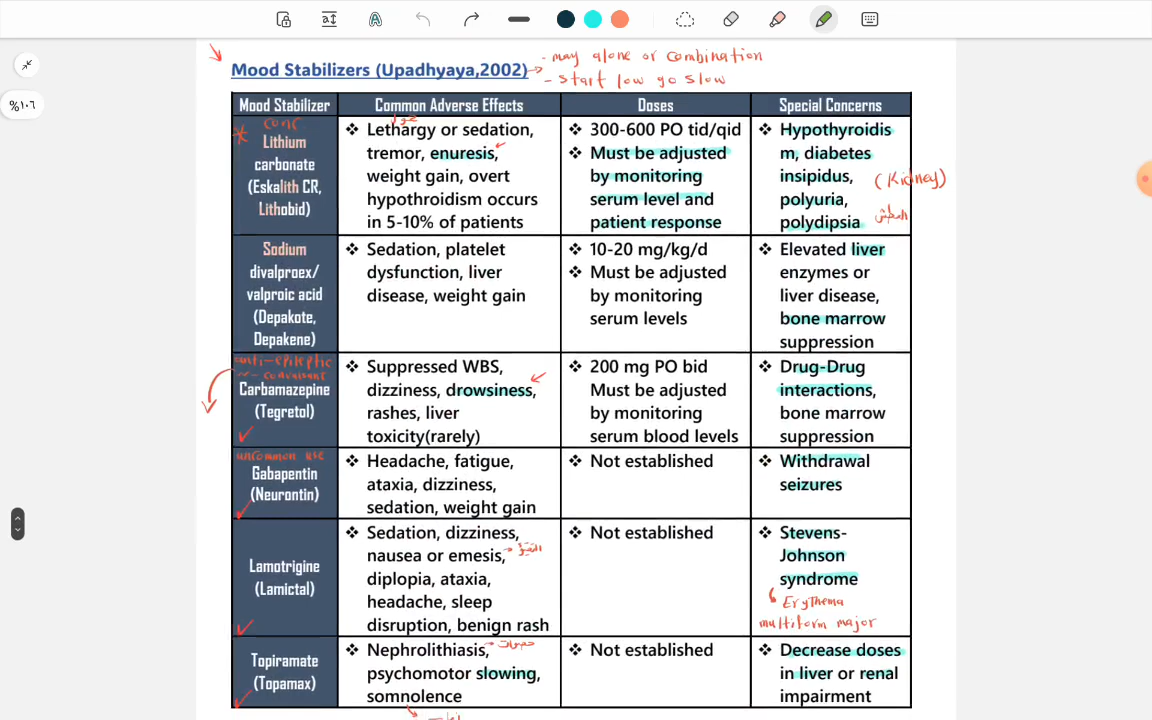 %١٠٦
- may alone or combination
Mood Stabilizers (Upadhyaya,2002)
- start low go slow
Mood Stabilizer
Common Adverse Effects
Doses
Special Concerns
Lithium
carbonate
(Eskalith CR,
Lithobid)
❖ Lethargy or sedation,
tremor, enuresis,
weight gain, overt
hypothroidism occurs
in 5-10% of patients
❖ 300-600 PO tid/qid
❖ Must be adjusted
by monitoring
serum level and
patient response
❖ Hypothyroidis
m, diabetes
insipidus,
polyuria,
polydipsia
(Kidney)
العطش
Sodium
divalproex/
valproic acid
(Depakote,
Depakene)
❖ Sedation, platelet
dysfunction, liver
disease, weight gain
❖ 10-20 mg/kg/d
❖ Must be adjusted
by monitoring
serum levels
❖ Elevated liver
enzymes or
liver disease,
bone marrow
suppression
anti-epileptic
Carbamazepine
(Tegretol)
❖ Suppressed WBS,
dizziness, drowsiness,
rashes, liver
toxicity(rarely)
❖ 200 mg PO bid
Must be adjusted
by monitoring
serum blood levels
❖ Drug-Drug
interactions,
bone marrow
suppression
uncommon use
Gabapentin
(Neurontin)
❖ Headache, fatigue,
ataxia, dizziness,
sedation, weight gain
❖ Not established
❖ Withdrawal
seizures
Lamotrigine
(Lamictal)
❖ Sedation, dizziness,
nausea or emesis,
diplopia, ataxia,
headache, sleep
disruption, benign rash
❖ Not established
❖ Stevens-
Johnson
syndrome
Erythema
multiform major
Topiramate
(Topamax)
❖ Nephrolithiasis,
psychomotor slowing,
somnolence
❖ Not established
❖ Decrease doses
in liver or renal
impairment